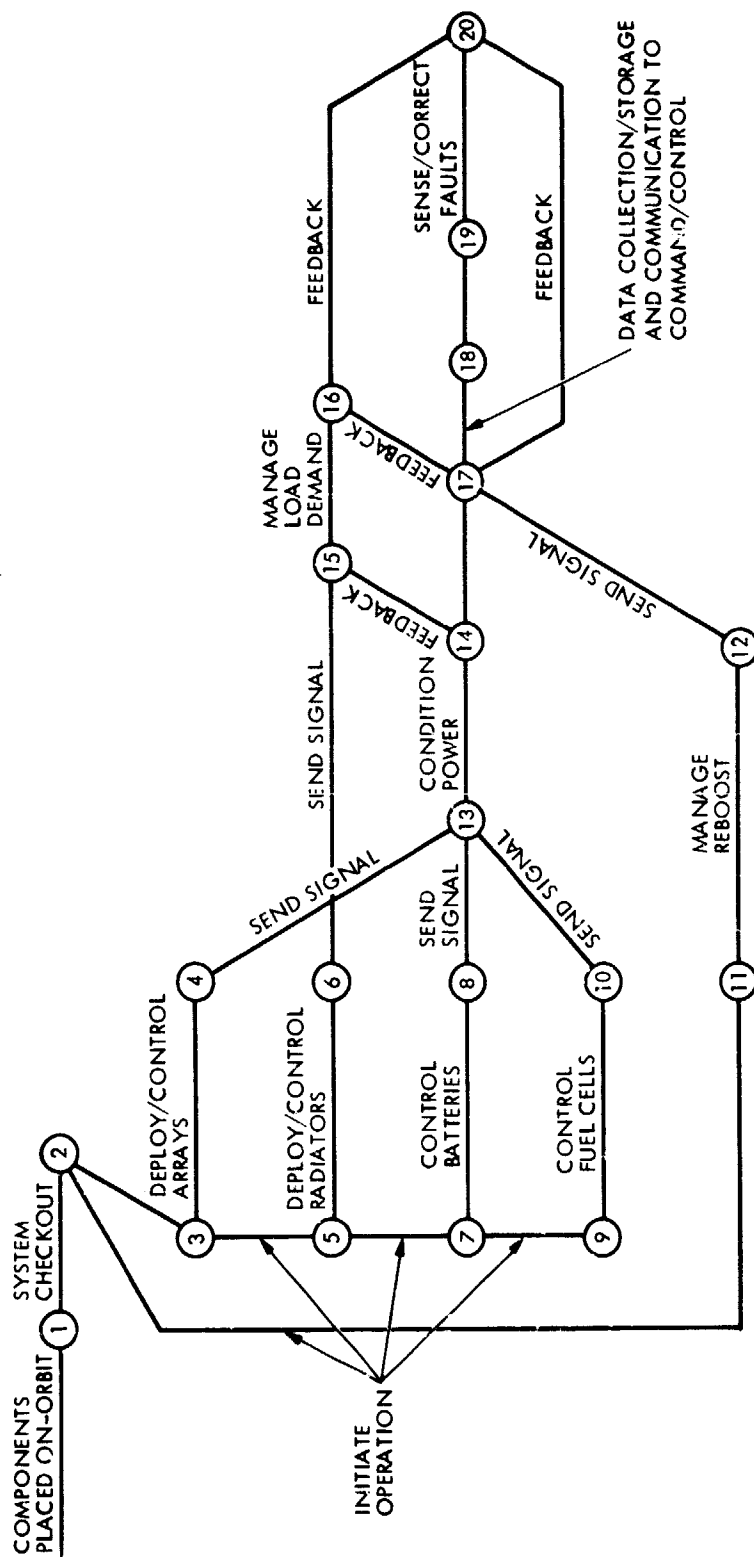 COMPONENTS
PLACED ON-ORBIT
1
SYSTEM
CHECKOUT
2
INITIATE
OPERATION
3
DEPLOY/CONTROL
ARRAYS
4
SEND SIGNAL
5
DEPLOY/CONTROL
RADIATORS
6
SEND SIGNAL
15
MANAGE
LOAD
DEMAND
16
FEEDBACK
7
CONTROL
BATTERIES
8
SEND
SIGNAL
13
CONDITION
POWER
14
FEEDBACK
17
FEEDBACK
18
19
SENSE/CORRECT
FAULTS
20
FEEDBACK
9
CONTROL
FUEL CELLS
10
SEND SIGNAL
11
MANAGE
REBOOST
12
SEND SIGNAL
DATA COLLECTION/STORAGE
AND COMMUNICATION TO
COMMAND/CONTROL